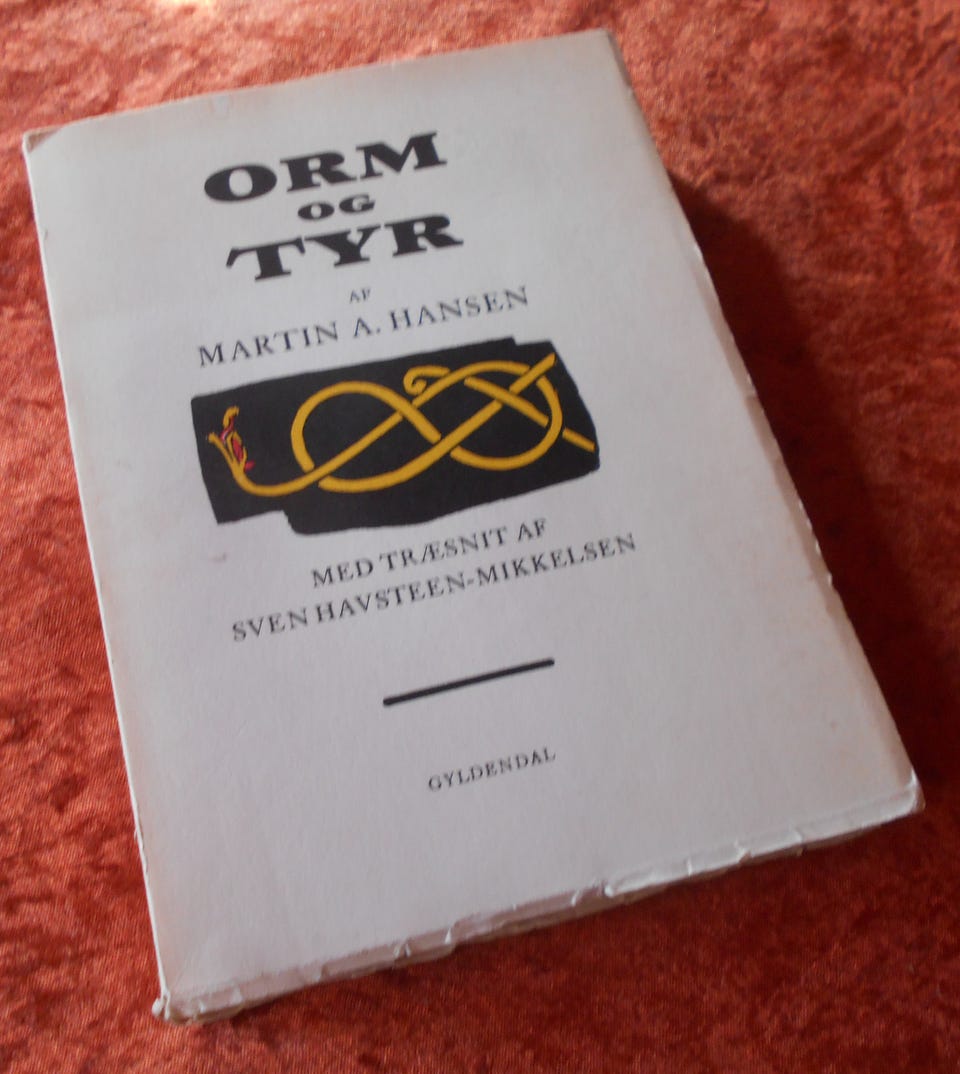 ORM
OG
TYR
AF
MARTIN A. HANSEN
MED TRÆSNIT AF
SVEN HAVSTEEN-MIKKELSEN
GYLDENDAL